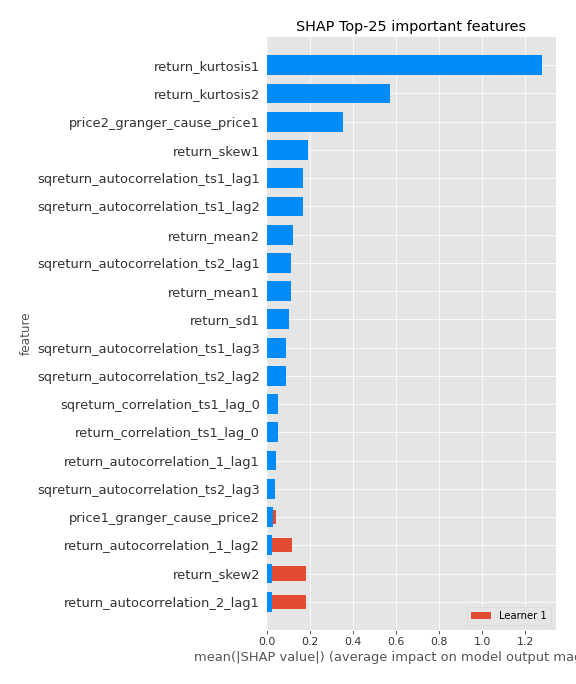 SHAP Top-25 important features
return_kurtosis1
return_kurtosis2
price2_granger_cause_price1
return_skew1
sqreturn_autocorrelation_ts1_lag1
sqreturn_autocorrelation_ts1_lag2
return_mean2
sqreturn_autocorrelation_ts2_lag1
return_mean1
return_sd1
sqreturn_autocorrelation_ts1_lag3
sqreturn_autocorrelation_ts2_lag2
sqreturn_correlation_ts1_lag_0
return_correlation_ts1_lag_0
return_autocorrelation_1_lag1
sqreturn_autocorrelation_ts2_lag3
price1_granger_cause_price2
return_autocorrelation_1_lag2
return_skew2
return_autocorrelation_2_lag1
feature
Learner 1
0.0 0.2 0.4 0.6 0.8 1.0 1.2
mean(|SHAP value|) (average impact on model output mag